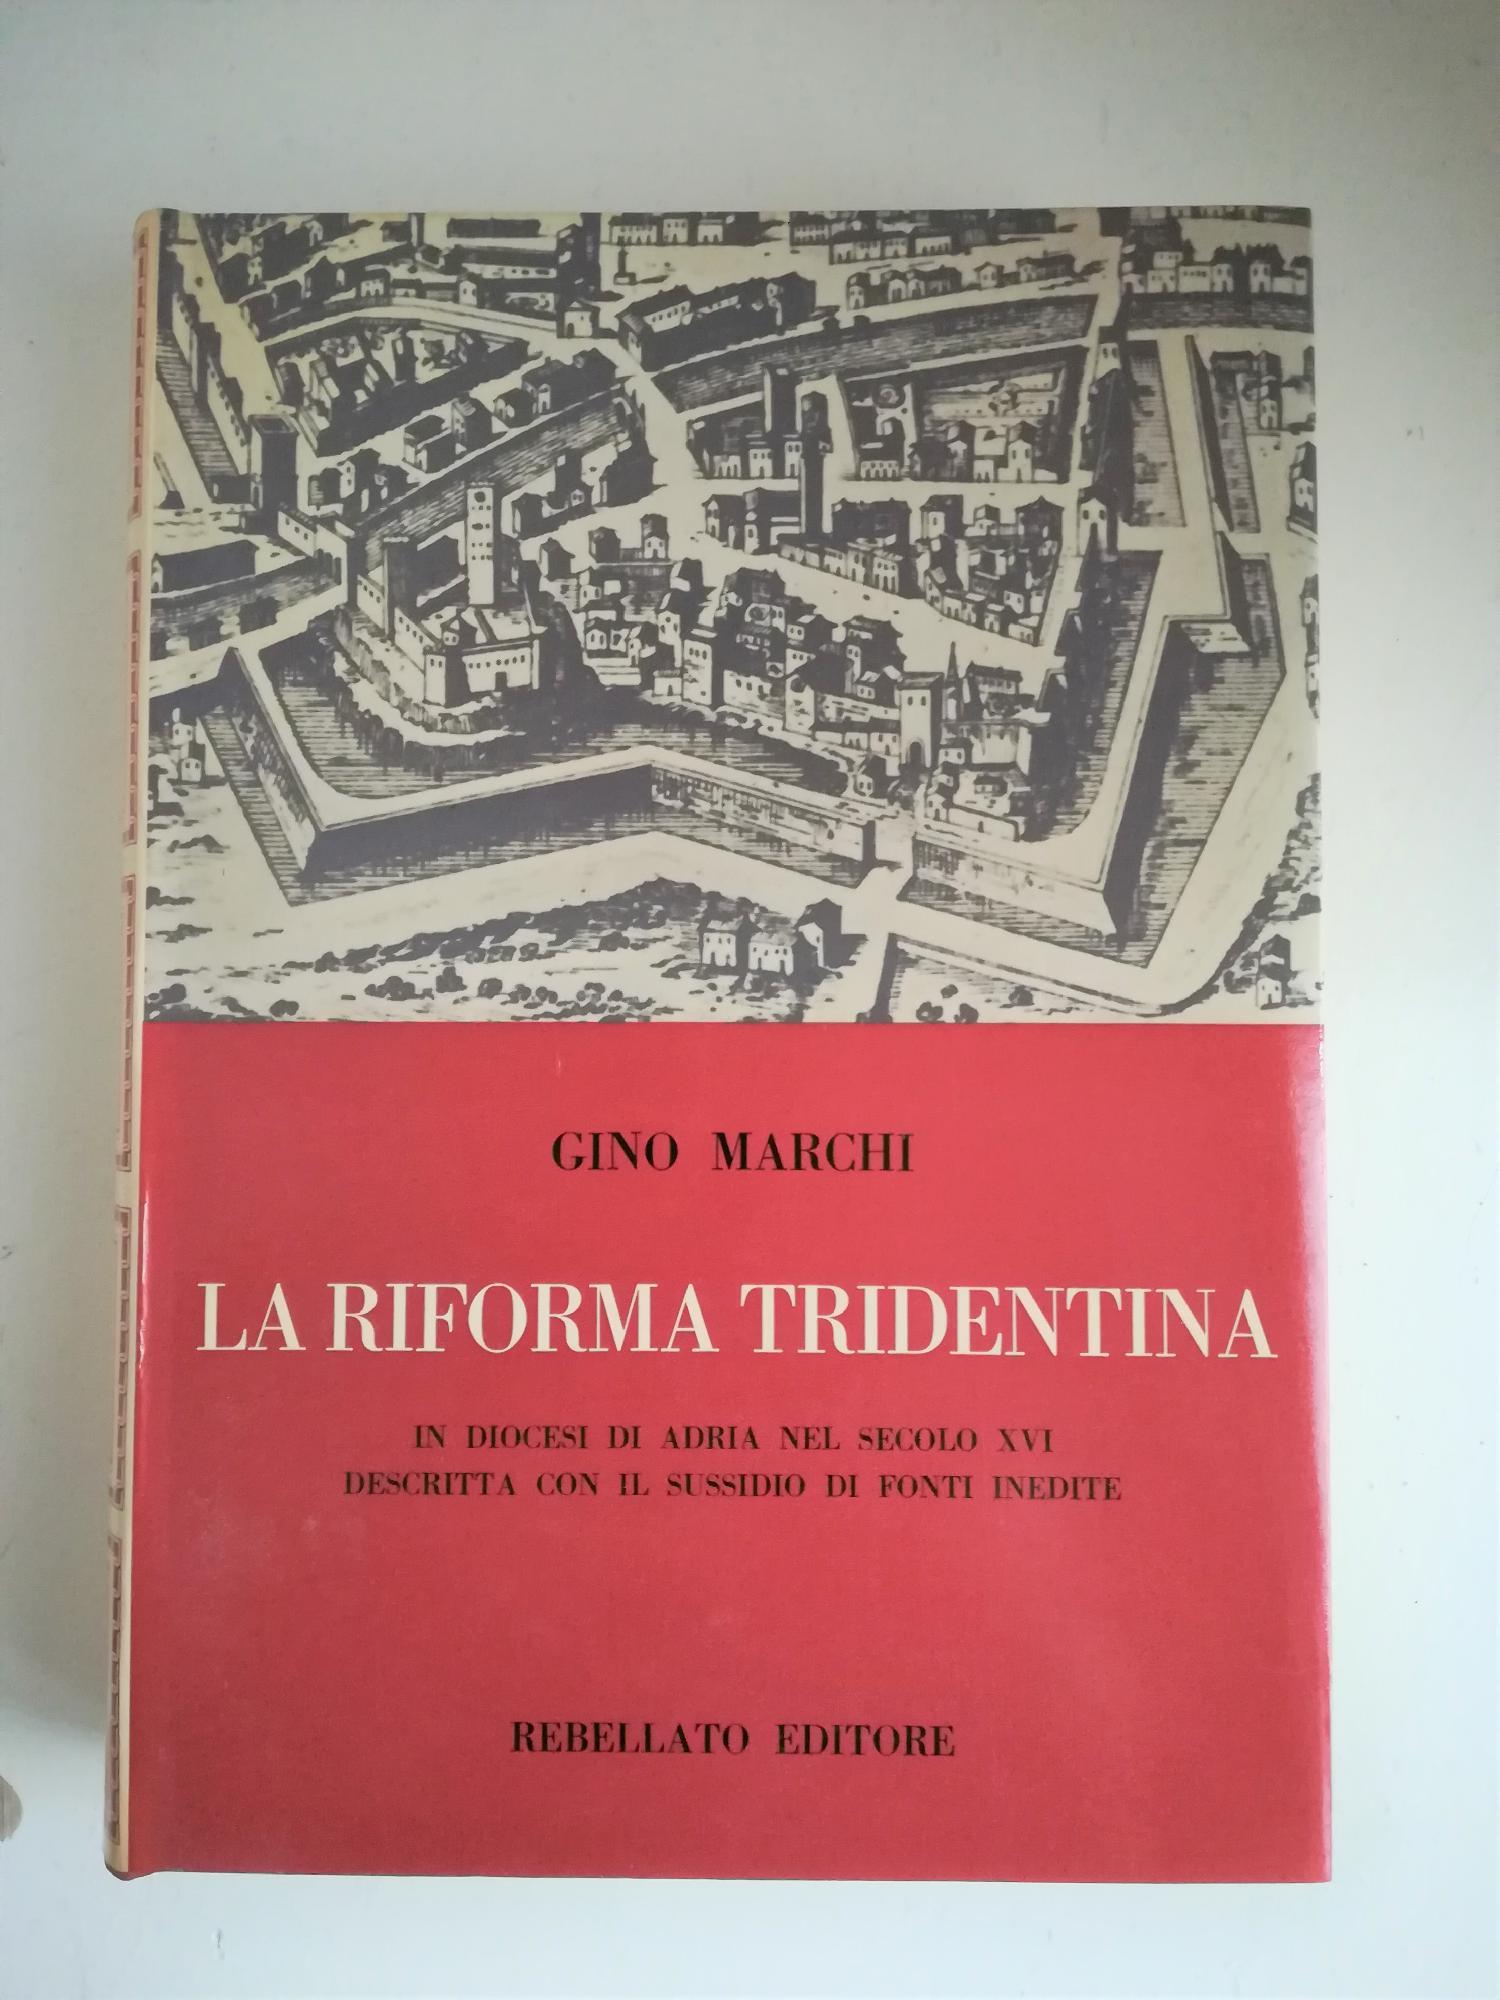 GINO MARCHI
LA RIFORMA TRIDENTINA
IN DIOCESI DI ADRIA NEL SECOLO XVI
DESCRITTA CON IL SUSSIDIO DI FONTI INEDITE
REBELLATO EDITORE